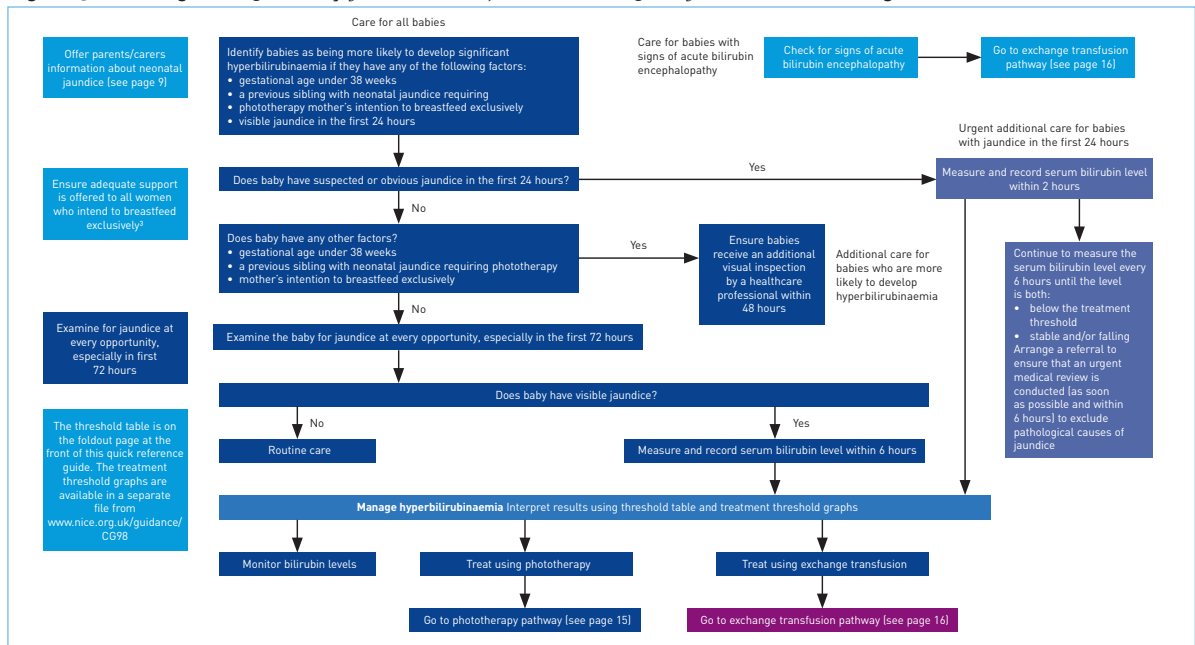 Care for all babies
Offer parents/carers
information about neonatal
jaundice (see page 9)
Identify babies as being more likely to develop significant
hyperbilirubinaemia if they have any of the following factors:
• gestational age under 38 weeks
• a previous sibling with neonatal jaundice requiring
• phototherapy mother's intention to breastfeed exclusively
• visible jaundice in the first 24 hours
Care for babies with
signs of acute bilirubin
encephalopathy
Check for signs of acute
bilirubin encephalopathy
Go to exchange transfusion
pathway (see page 16)
Urgent additional care for babies
with jaundice in the first 24 hours
Ensure adequate support
is offered to all women
who intend to breastfeed
exclusively³
Does baby have suspected or obvious jaundice in the first 24 hours?
Yes
Measure and record serum bilirubin level
within 2 hours
No
Does baby have any other factors?
• gestational age under 38 weeks
• a previous sibling with neonatal jaundice requiring phototherapy
• mother's intention to breastfeed exclusively
Yes
Ensure babies
receive an additional
visual inspection
by a healthcare
professional within
48 hours
Additional care for
babies who are more
likely to develop
hyperbilirubinaemia
Continue to measure the
serum bilirubin level every
6 hours until the level
is both:
• below the treatment
threshold
• stable and/or falling
Arrange a referral to
ensure that an urgent
medical review is
conducted (as soon
as possible and within
6 hours) to exclude
pathological causes of
jaundice
No
Examine for jaundice at
every opportunity,
especially in first
72 hours
Examine the baby for jaundice at every opportunity, especially in the first 72 hours
Does baby have visible jaundice?
No
Yes
The threshold table is on
the foldout page at the
front of this quick reference
guide. The treatment
threshold graphs are
available in a separate
file from
www.nice.org.uk/guidance/
CG98
Routine care
Measure and record serum bilirubin level within 6 hours
Manage hyperbilirubinaemia Interpret results using threshold table and treatment threshold graphs
Monitor bilirubin levels
Treat using phototherapy
Treat using exchange transfusion
Go to phototherapy pathway (see page 15)
Go to exchange transfusion pathway (see page 16)